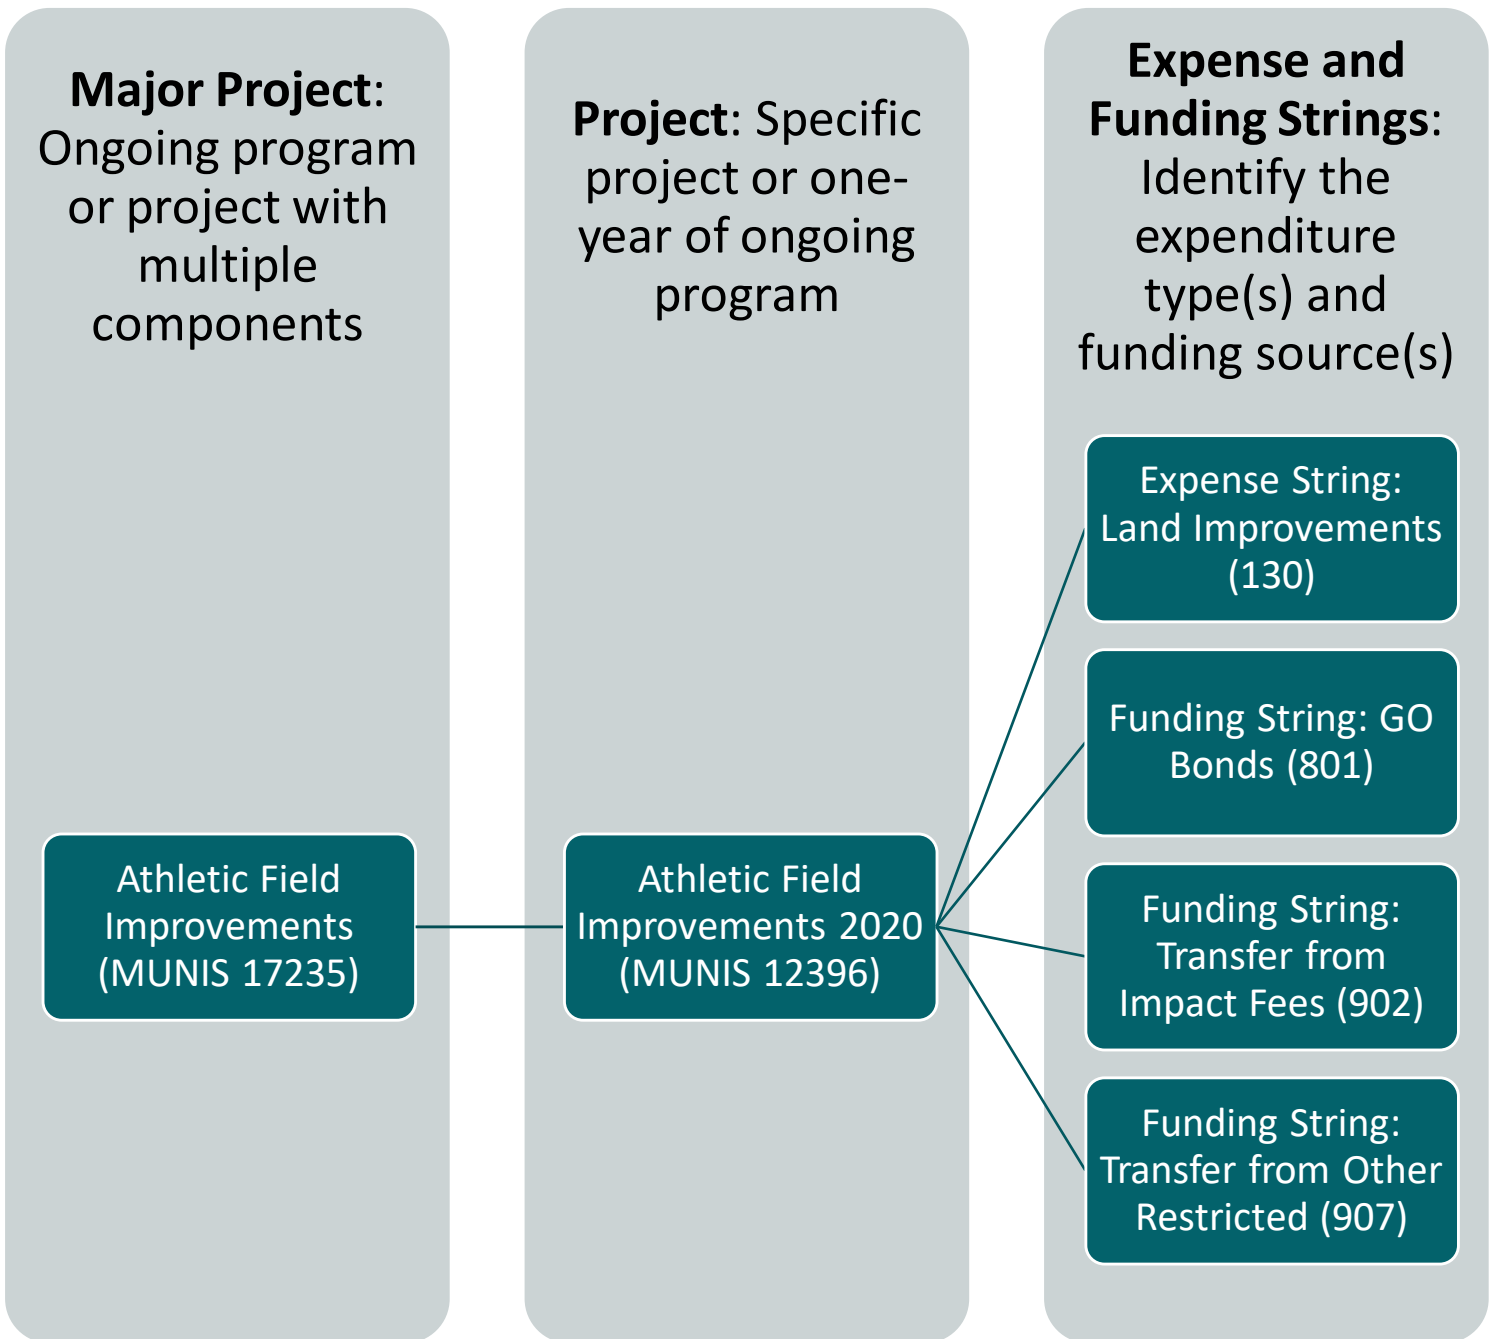 Major Project:
Ongoing program
or project with
multiple
components
Project: Specific
project or one-
year of ongoing
program
Expense and
Funding Strings:
Identify the
expenditure
type(s) and
funding source(s)
Athletic Field
Improvements
(MUNIS 17235)
Athletic Field
Improvements 2020
(MUNIS 12396)
Expense String:
Land Improvements
(130)
Funding String: GO
Bonds (801)
Funding String:
Transfer from
Impact Fees (902)
Funding String:
Transfer from Other
Restricted (907)